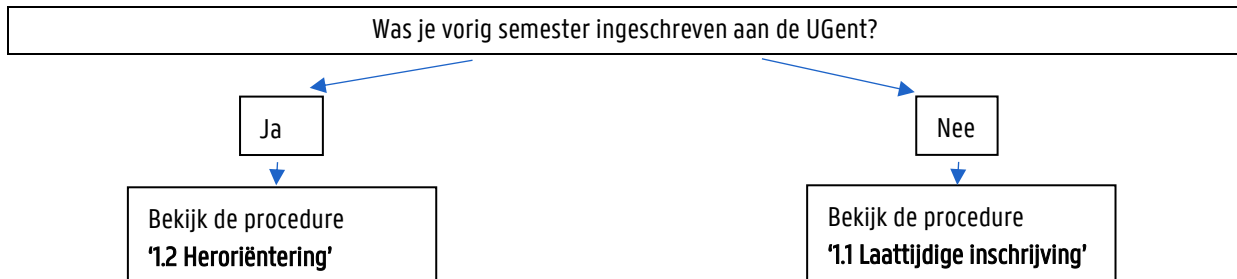 Was je vorig semester ingeschreven aan de UGent?
Ja
Nee
Bekijk de procedure
‘1.2 Heroriëntering’
Bekijk de procedure
‘1.1 Laattijdige inschrijving’